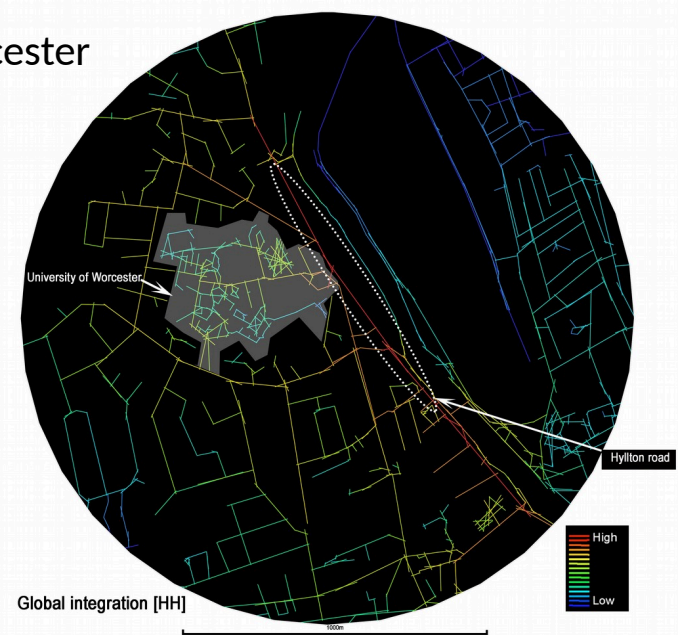 cester
University of Worcester
Hyllton road
High
Low
Global integration [HH]
1000m